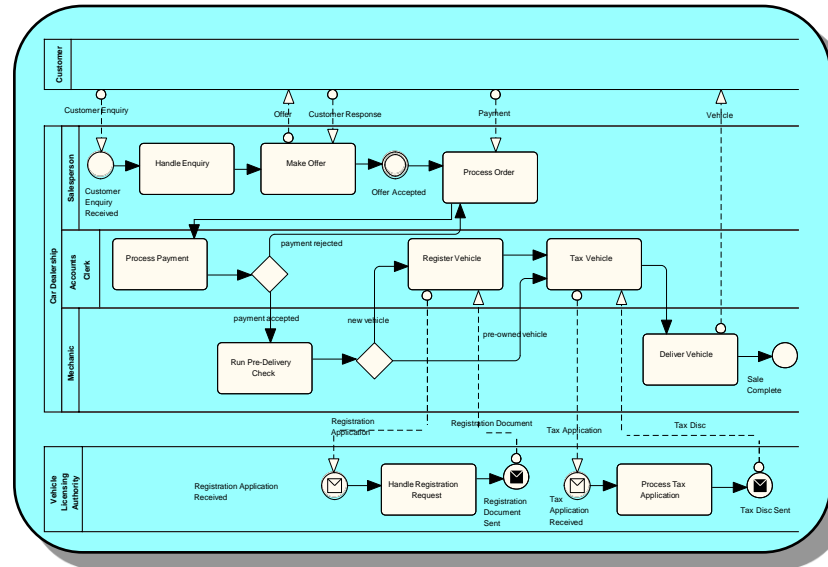 Customer
Customer Enquiry
Offer
Customer Response
Payment
Vehicle
Car Dealership
Salesperson
Handle Enquiry
Make Offer
Process Order
Customer
Enquiry
Received
Offer Accepted
Accounts
Clerk
Process Payment
payment rejected
Register Vehicle
Tax Vehicle
payment accepted
new vehicle
pre-owned vehicle
Mechanic
Run Pre-Delivery
Check
Deliver Vehicle
Sale
Complete
Registration
Application
Registration Document
Tax Application
Tax Disc
Vehicle
Licensing
Authority
Registration Application
Received
Handle Registration
Request
Registration
Document
Sent
Tax
Application
Received
Process Tax
Application
Tax Disc Sent